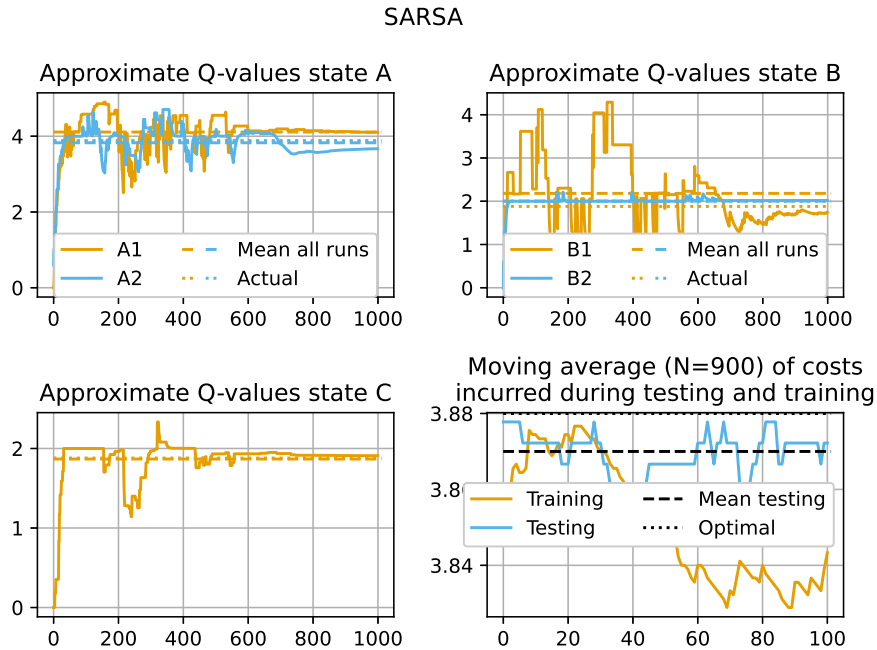 SARSA
Approximate Q-values state A
4
2
0
A1
A2
Mean all runs
Actual
0 200 400 600 800 1000
Approximate Q-values state B
4
3
2
1
0
B1
B2
Mean all runs
Actual
0 200 400 600 800 1000
Approximate Q-values state C
2
1
0
0 200 400 600 800 1000
Moving average (N=900) of costs
incurred during testing and training
3.88
3.84
Training
Testing
Mean testing
Optimal
0 20 40 60 80 100